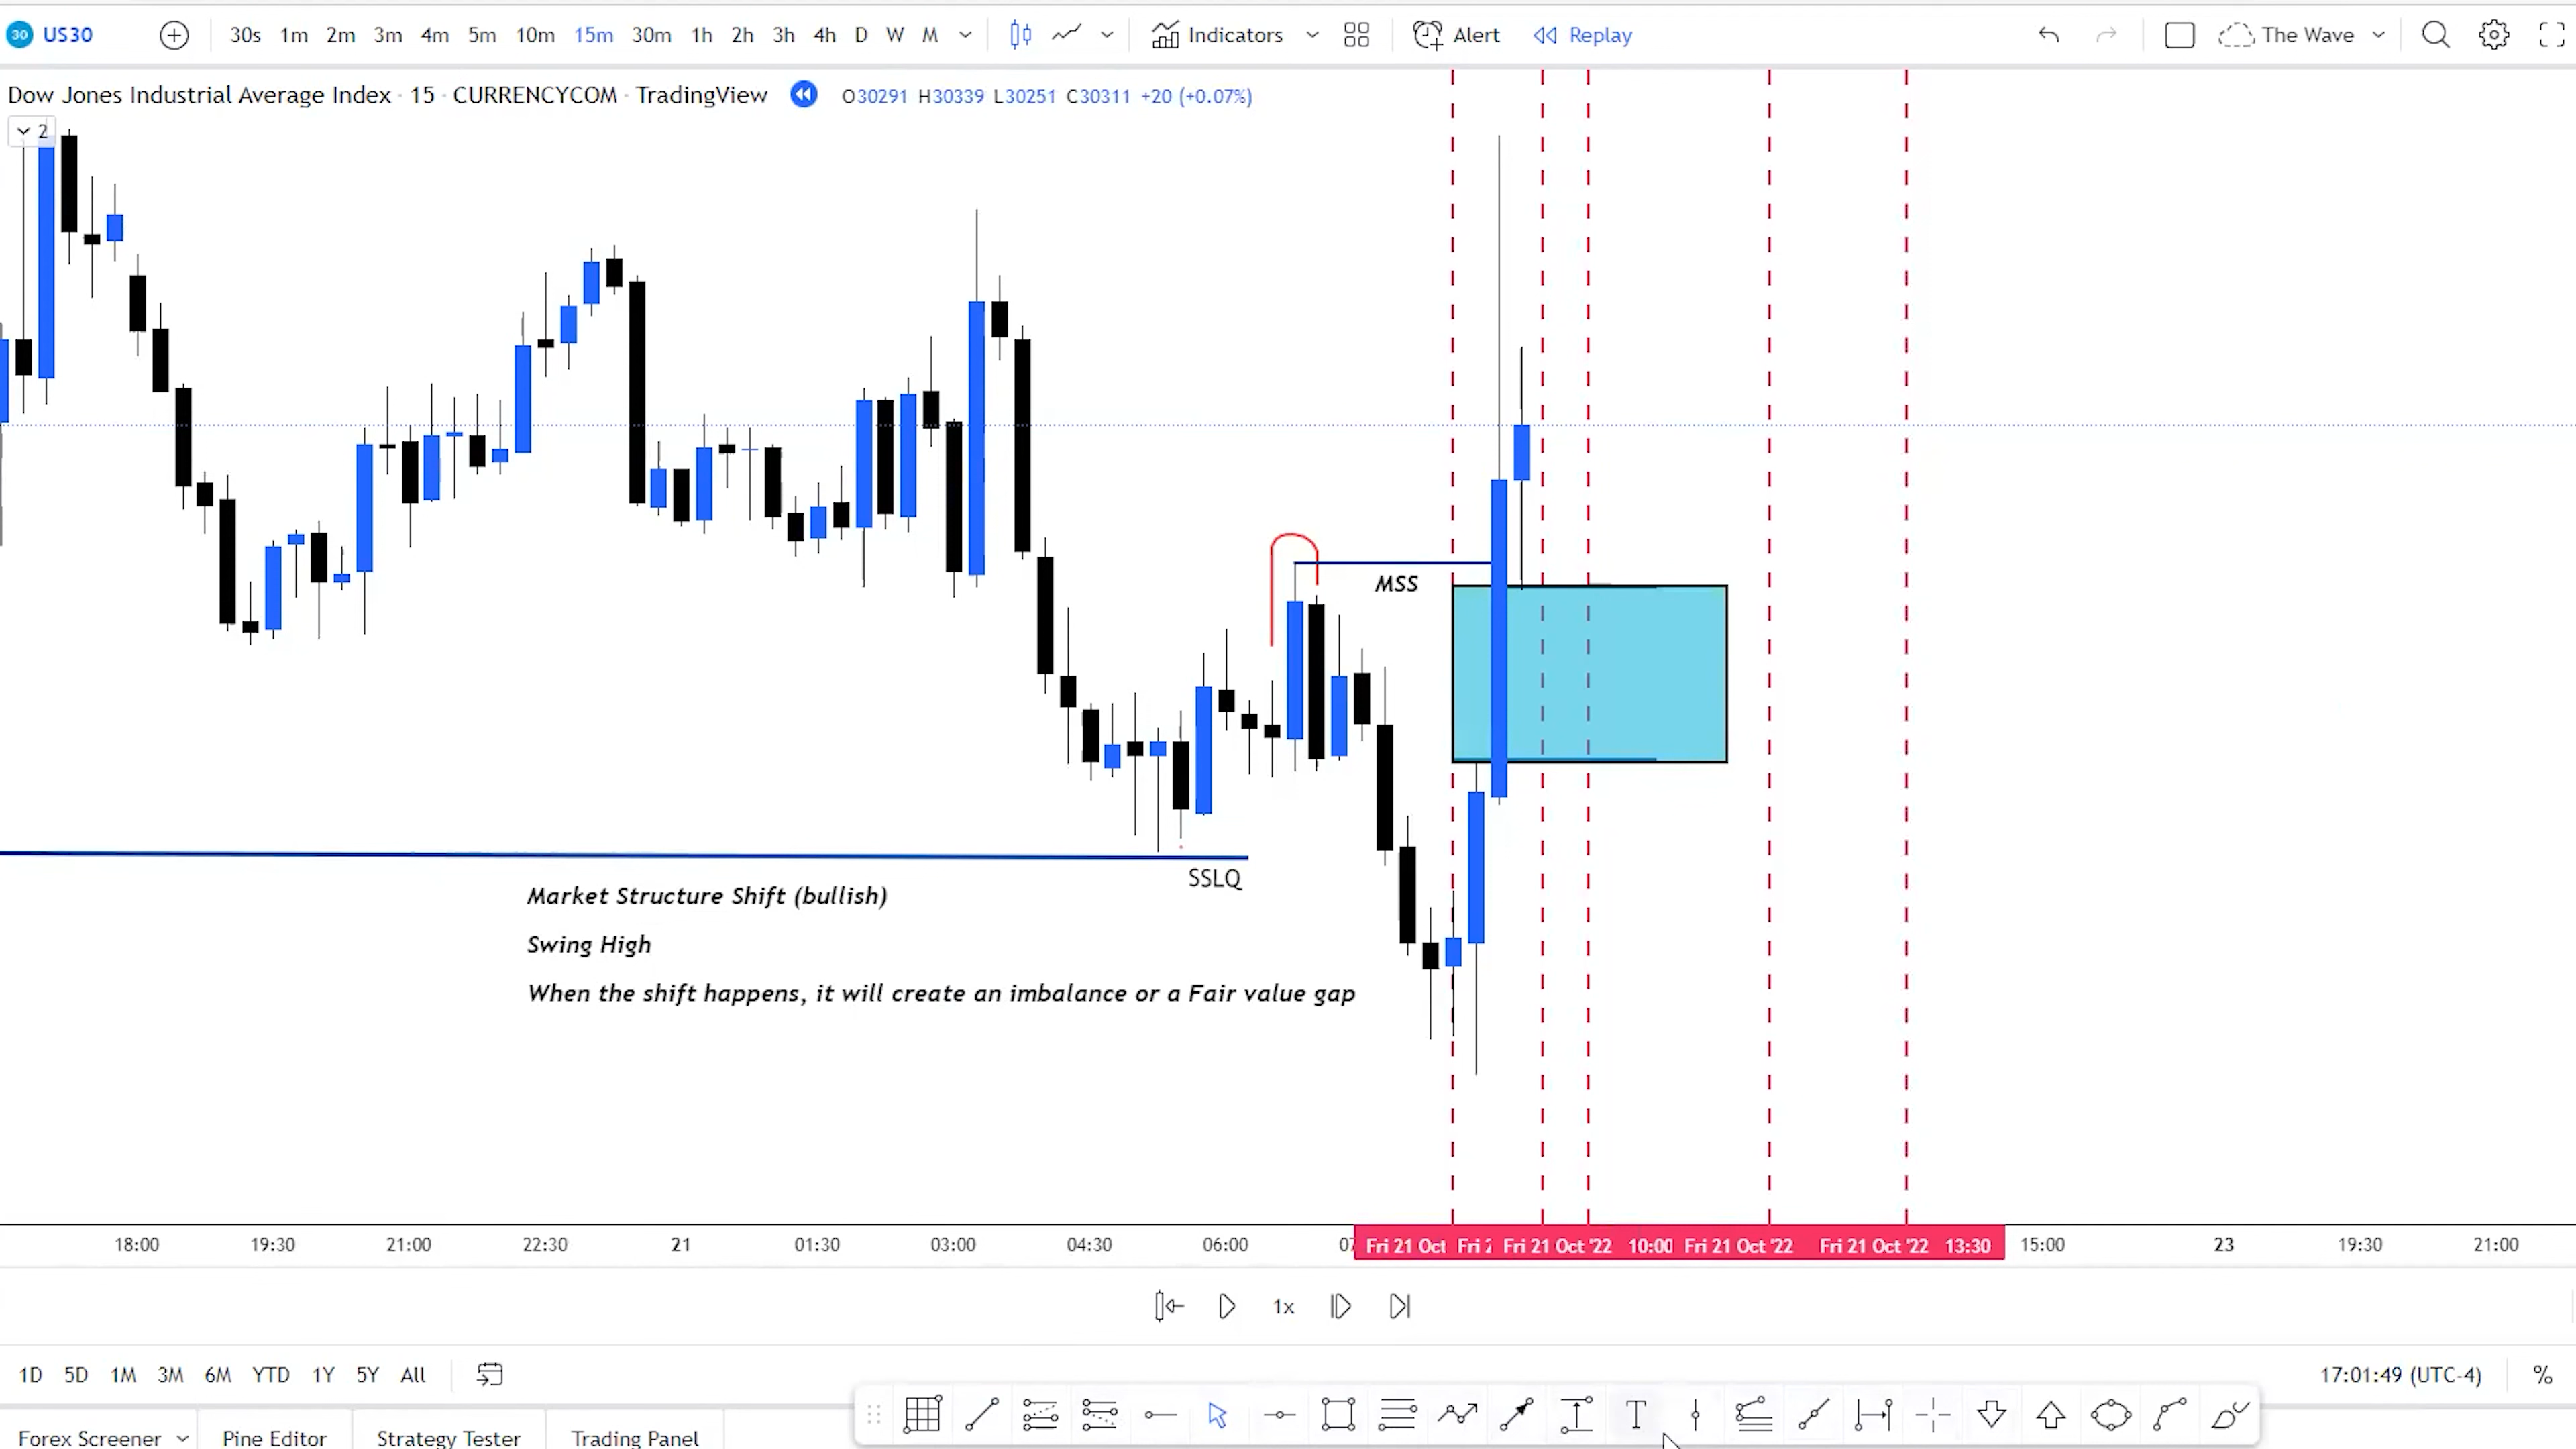 30 US30 30s 1m 2m 3m 4m 5m 10m 15m 30m 1h 2h 3h 4h D W M Indicators Alert Replay The Wave
Dow Jones Industrial Average Index · 15 · CURRENCYCOM · TradingView O30291 H30339 L30251 C30311 +20 (+0.07%)
2
MSS
SSLQ
Market Structure Shift (bullish)
Swing High
When the shift happens, it will create an imbalance or a Fair value gap
18:00 19:30 21:00 22:30 21 01:30 03:00 04:30 06:00 07 Fri 21 Oct Fri 2 Fri 21 Oct '22 10:00 Fri 21 Oct '22 Fri 21 Oct '22 13:30 15:00 23 19:30 21:00
1x
1D 5D 1M 3M 6M YTD 1Y 5Y All 17:01:49 (UTC-4) %
Forex Screener Pine Editor Strategy Tester Trading Panel